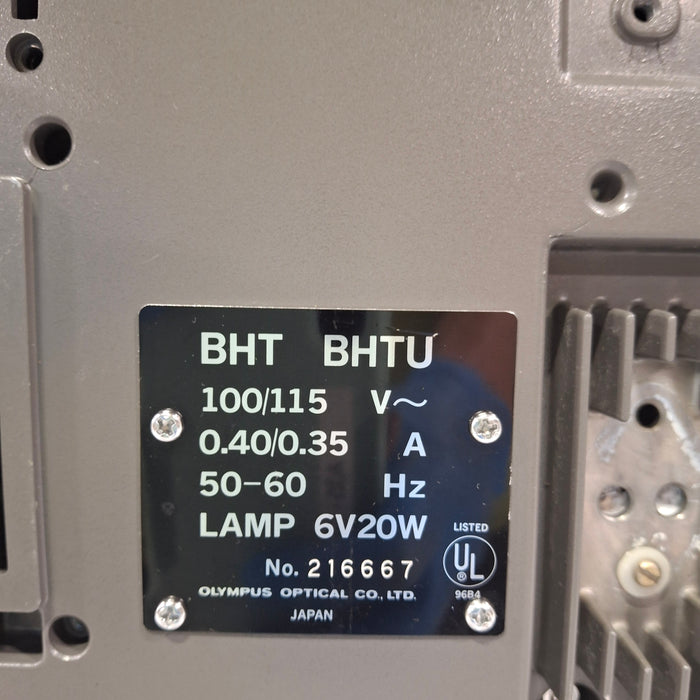 BHT BHTU
100/115 V~
0.40/0.35 A
50-60 Hz
LAMP 6V20W
LISTED
UL
®
No. 216667
96B4
OLYMPUS OPTICAL CO., LTD.
JAPAN